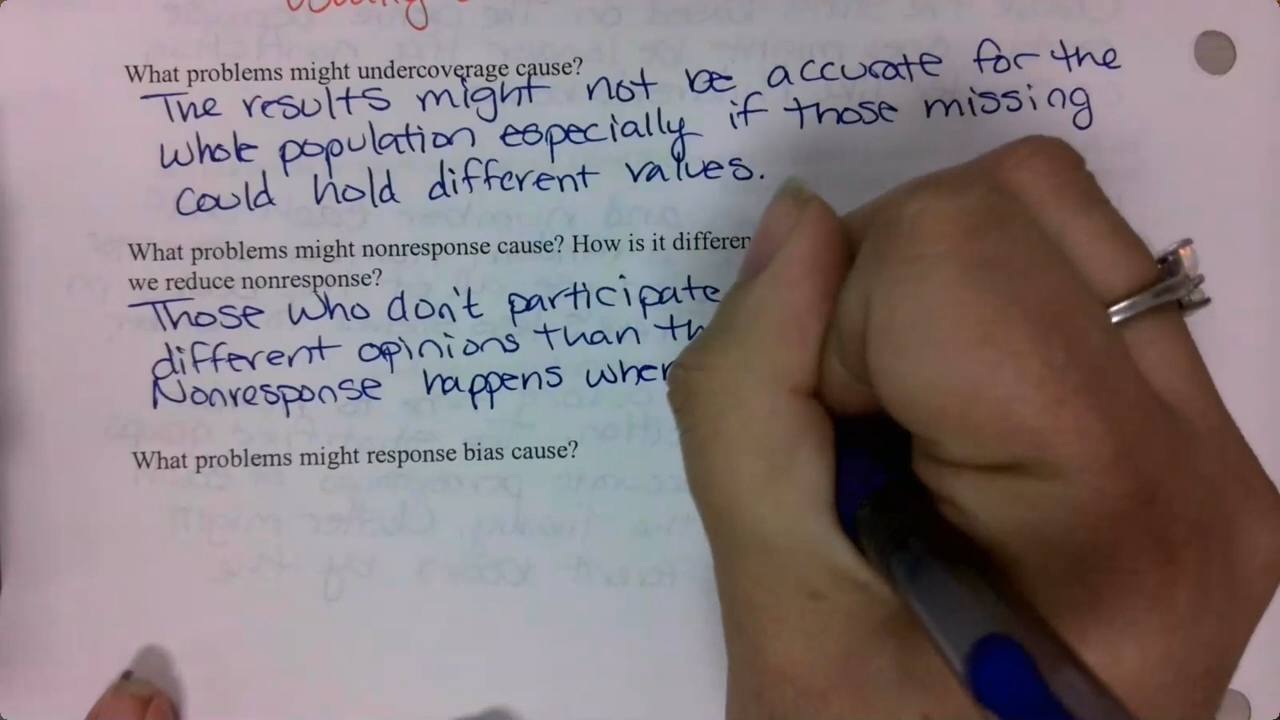 What problems might undercoverage cause?
The results might not be accurate for the
whole population especially if those missing
could hold different values.
What problems might nonresponse cause? How is it differen
we reduce nonresponse?
Those who don't participate
different opinions than th
Nonresponse happens when
What problems might response bias cause?